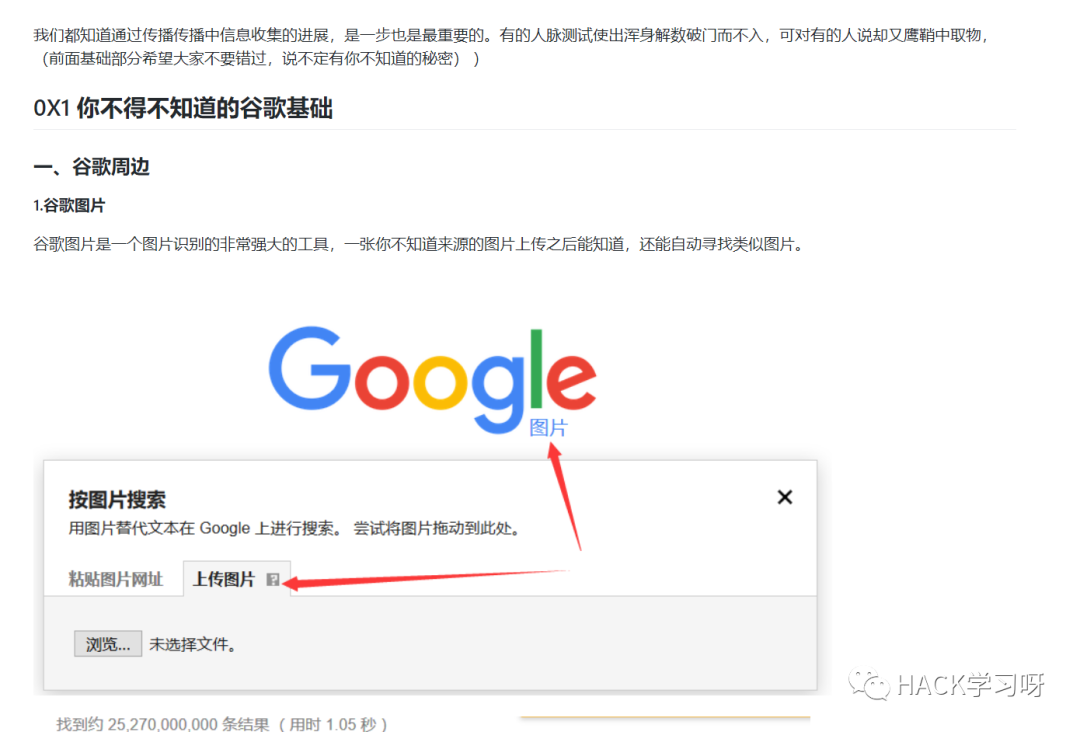 我们都知道通过传播传播中信息收集的进展，是一步也是最重要的。有的人脉测试使出浑身解数破门而不入，可对有的人说却又鹰鞘中取物，
（前面基础部分希望大家不要错过，说不定有你不知道的秘密））
0X1 你不得不知道的谷歌基础
一、谷歌周边
1.谷歌图片
谷歌图片是一个图片识别的非常强大的工具，一张你不知道来源的图片上传之后能知道，还能自动寻找类似图片。
Google
图片
按图片搜索
用图片替代文本在 Google 上进行搜索。 尝试将图片拖动到此处。
粘贴图片网址 上传图片 ?
浏览... 未选择文件。
HACK学习呀
找到约 25,270,000,000 条结果 （用时 1.05 秒）